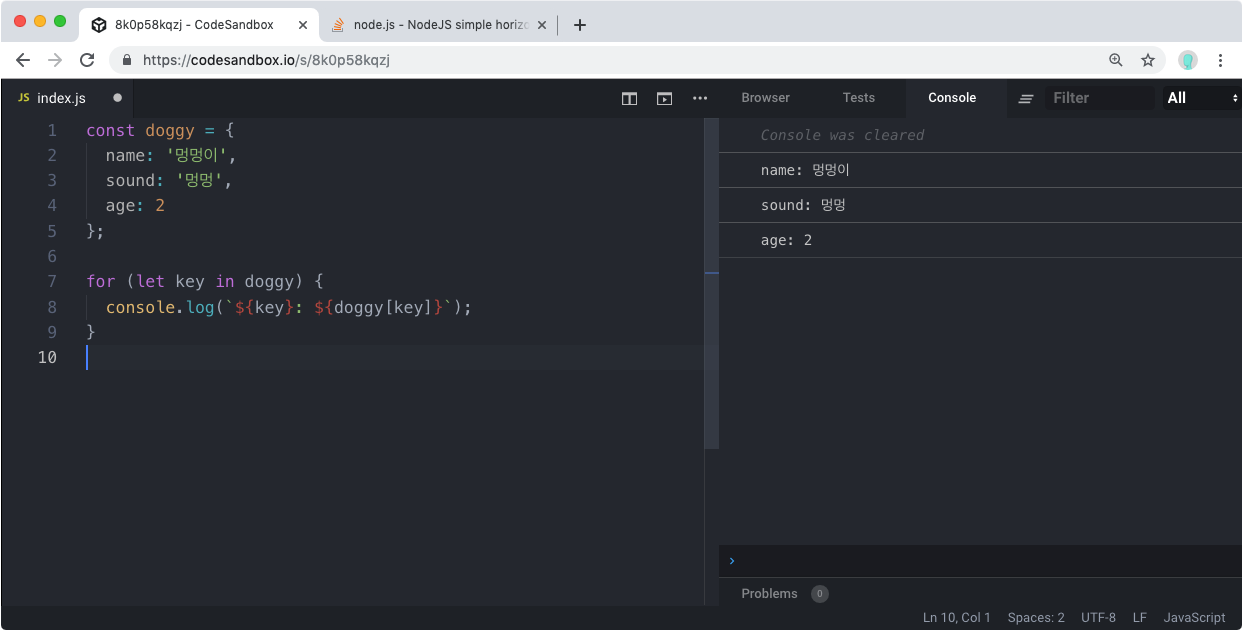 8k0p58kqzj - CodeSandbox
node.js - NodeJS simple horiz
https://codesandbox.io/s/8k0p58kqzj
JS index.js
Browser Tests Console Filter All
1 const doggy = {
2 name: '멍멍이',
3 sound: '멍멍',
4 age: 2
5 };
6
7 for (let key in doggy) {
8 console.log(`${key}: ${doggy[key]}`);
9 }
10
Console was cleared
name: 멍멍이
sound: 멍멍
age: 2
Problems 0
Ln 10, Col 1 Spaces: 2 UTF-8 LF JavaScript